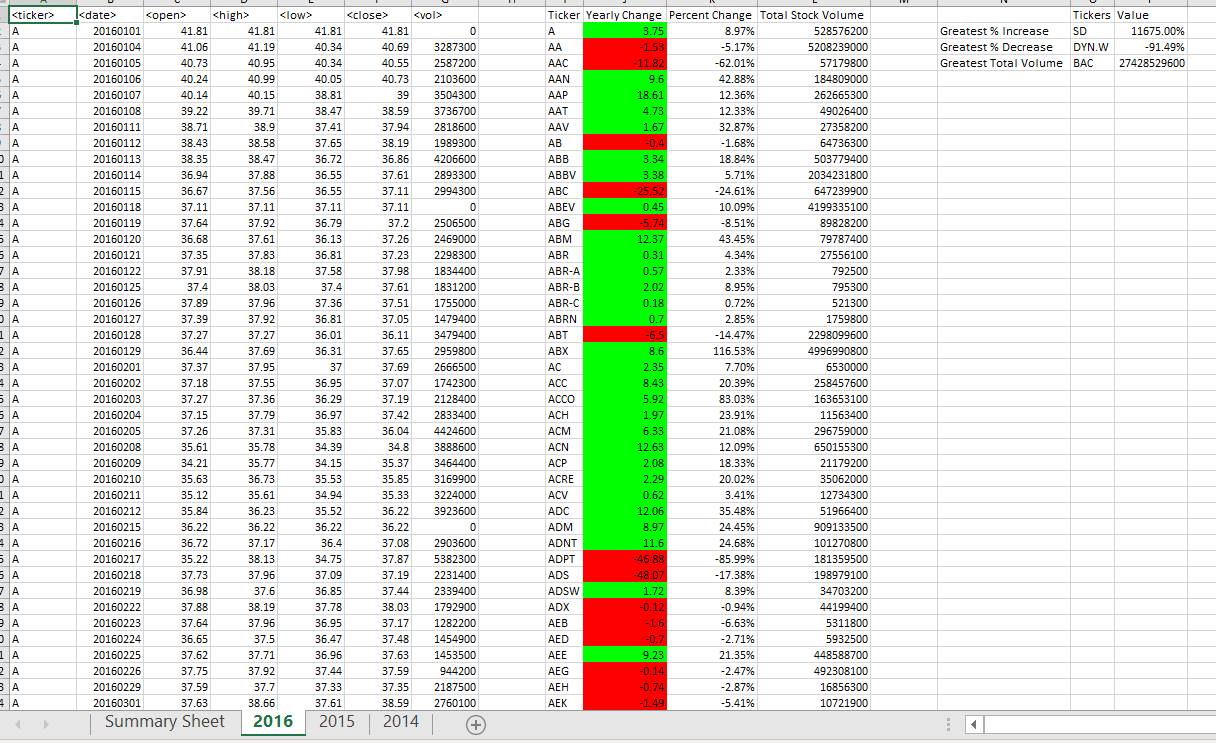 <ticker> <date> <open> <high> <low> <close> <vol> Ticker Yearly Change Percent Change Total Stock Volume Tickers Value
A 20160101 41.81 41.81 41.81 41.81 0 A 3.75 8.97% 528576200 Greatest % Increase SD 11675.00%
A 20160104 41.06 41.19 40.34 40.69 3287300 AA -1.53 -5.17% 5208239000 Greatest % Decrease DYN.W -91.49%
A 20160105 40.73 40.95 40.34 40.55 2587200 AAC -11.82 -62.01% 57179800 Greatest Total Volume BAC 27428529600
A 20160106 40.24 40.99 40.05 40.73 2103600 AAN 9.6 42.88% 184809000
A 20160107 40.14 40.15 38.81 39 3504300 AAP 18.61 12.36% 262665300
A 20160108 39.22 39.71 38.47 38.59 3736700 AAT 4.73 12.33% 49026400
A 20160111 38.71 38.9 37.41 37.94 2818600 AAV 1.67 32.87% 27358200
A 20160112 38.43 38.58 37.65 38.19 1989300 AB -0.4 -1.68% 64736300
A 20160113 38.35 38.47 36.72 36.86 4206600 ABB 3.34 18.84% 503779400
A 20160114 36.94 37.88 36.55 37.61 2893300 ABBV 3.38 5.71% 2034231800
A 20160115 36.67 37.56 36.55 37.11 2994300 ABC -25.52 -24.61% 647239900
A 20160118 37.11 37.11 37.11 37.11 0 ABEV 0.45 10.09% 4199335100
A 20160119 37.64 37.92 36.79 37.2 2506500 ABG -5.74 -8.51% 89828200
A 20160120 36.68 37.61 36.13 37.26 2469000 ABM 12.37 43.45% 79787400
A 20160121 37.35 37.83 36.81 37.23 2298300 ABR 0.31 4.34% 27556100
A 20160122 37.91 38.18 37.58 37.98 1834400 ABR-A 0.57 2.33% 792500
A 20160125 37.4 38.03 37.4 37.61 1831200 ABR-B 2.02 8.95% 795300
A 20160126 37.89 37.96 37.36 37.51 1755000 ABR-C 0.18 0.72% 521300
A 20160127 37.39 37.92 36.81 37.05 1479400 ABRN 0.7 2.85% 1759800
A 20160128 37.27 37.27 36.01 36.11 3479400 ABT -6.5 -14.47% 2298099600
A 20160129 36.44 37.69 36.31 37.65 2959800 ABX 8.6 116.53% 4996990800
A 20160201 37.37 37.95 37 37.69 2666500 AC 2.35 7.70% 6530000
A 20160202 37.18 37.55 36.95 37.07 1742300 ACC 8.43 20.39% 258457600
A 20160203 37.27 37.36 36.29 37.19 2128400 ACCO 5.92 83.03% 163653100
A 20160204 37.15 37.79 36.97 37.42 2833400 ACH 1.97 23.91% 11563400
A 20160205 37.26 37.31 35.83 36.04 4424600 ACM 6.33 21.08% 296759000
A 20160208 35.61 35.78 34.39 34.8 3888600 ACN 12.63 12.09% 650155300
A 20160209 34.21 35.77 34.15 35.37 3464400 ACP 2.08 18.33% 21179200
A 20160210 35.63 36.73 35.53 35.85 3169900 ACRE 2.29 20.02% 35062000
A 20160211 35.12 35.61 34.94 35.33 3224000 ACV 0.62 3.41% 12734300
A 20160212 35.84 36.23 35.52 36.22 3923600 ADC 12.06 35.48% 51966400
A 20160215 36.22 36.22 36.22 36.22 0 ADM 8.97 24.45% 909133500
A 20160216 36.72 37.17 36.4 37.08 2903600 ADNT 11.6 24.68% 101270800
A 20160217 35.22 38.13 34.75 37.87 5382300 ADPT -46.88 -85.99% 181359500
A 20160218 37.73 37.96 37.09 37.19 2231400 ADS -48.07 -17.38% 198979100
A 20160219 36.98 37.6 36.85 37.44 2339400 ADSW 1.72 8.39% 34703200
A 20160222 37.88 38.19 37.78 38.03 1792900 ADX -0.12 -0.94% 44199400
A 20160223 37.64 37.96 36.95 37.17 1282200 AEB -1.6 -6.63% 5311800
A 20160224 36.65 37.5 36.47 37.48 1454900 AED -0.7 -2.71% 5932500
A 20160225 37.62 37.71 36.96 37.63 1453500 AEE 9.23 21.35% 448588700
A 20160226 37.75 37.92 37.44 37.59 944200 AEG -0.14 -2.47% 492308100
A 20160229 37.59 37.7 37.33 37.35 2187500 AEH -0.74 -2.87% 16856300
A 20160301 37.63 38.66 37.61 38.59 2760100 AEK -1.49 -5.41% 10721900
Summary Sheet 2016 2015 2014